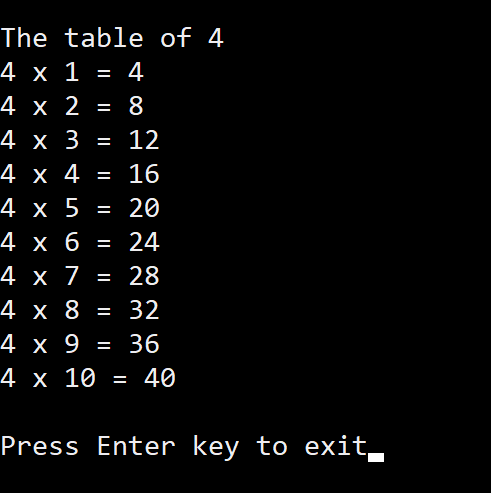 The table of 4
4 x 1 = 4
4 x 2 = 8
4 x 3 = 12
4 x 4 = 16
4 x 5 = 20
4 x 6 = 24
4 x 7 = 28
4 x 8 = 32
4 x 9 = 36
4 x 10 = 40
Press Enter key to exit